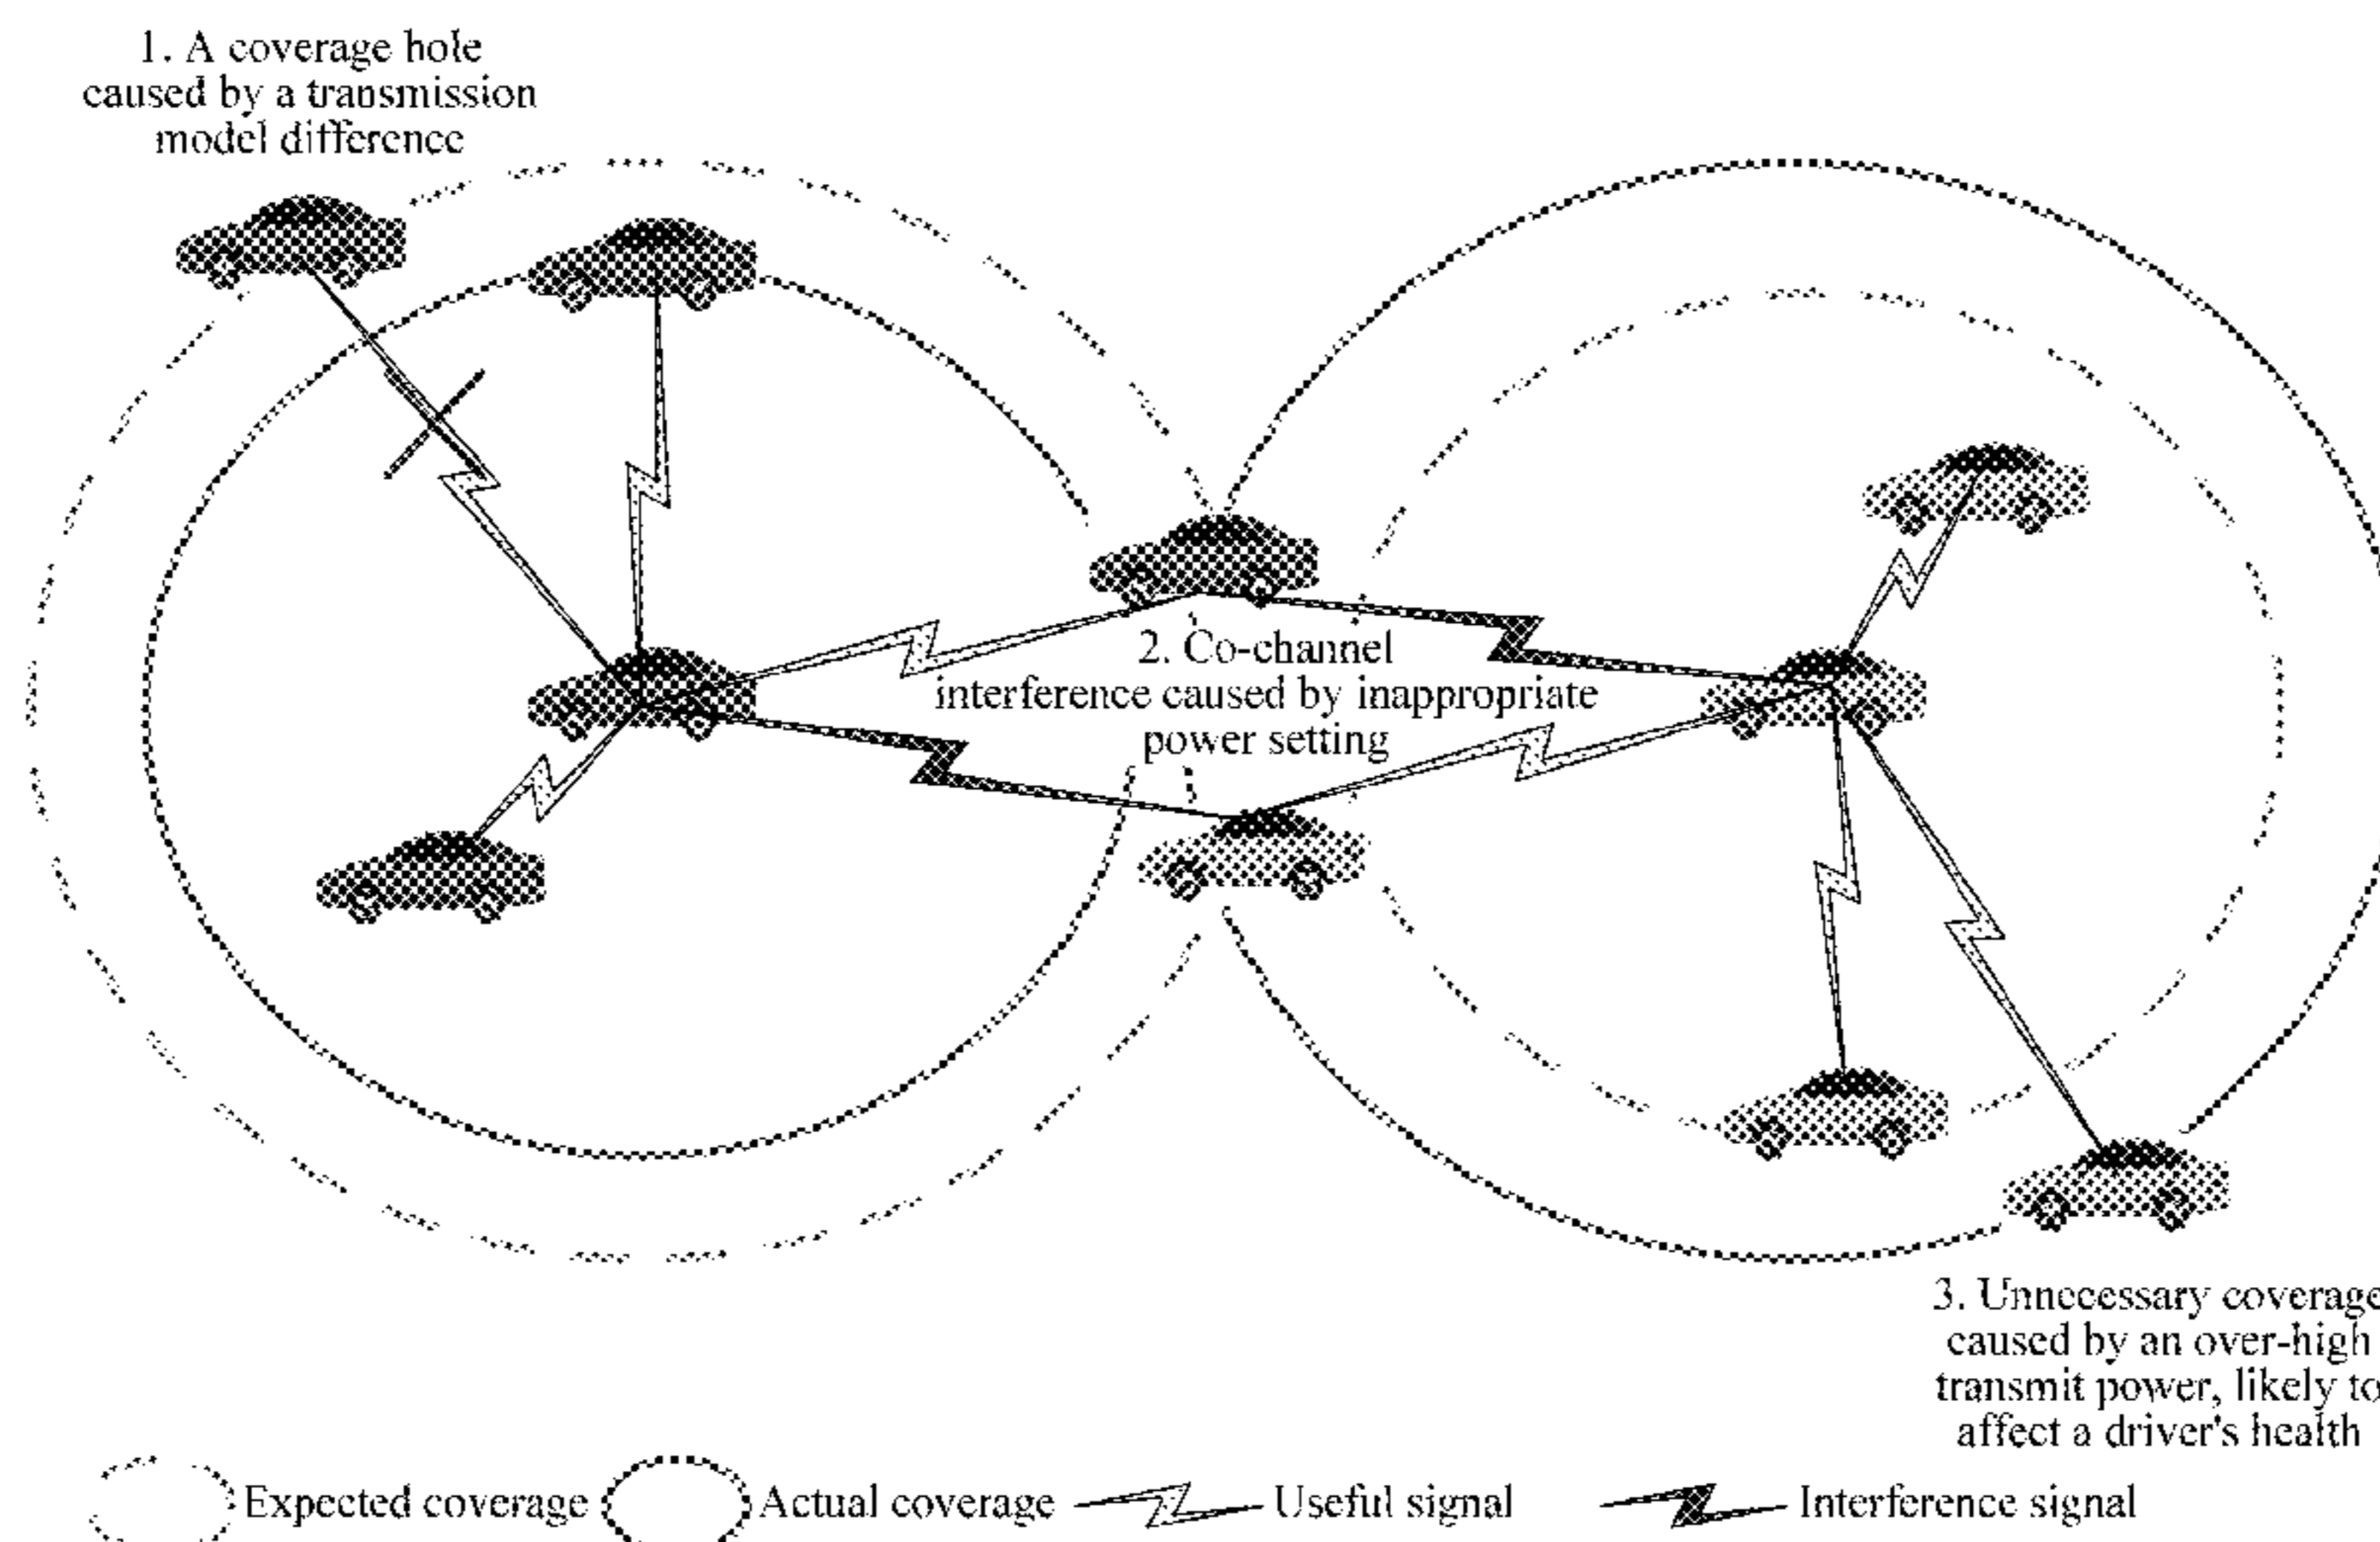 1. A coverage hole
caused by a transmission
model difference
2. Co-channel
interference caused by inappropriate
power setting
3. Unnecessary coverage
caused by an over-high
transmit power, likely to
affect a driver's health
Expected coverage
Actual coverage
Useful signal
Interference signal